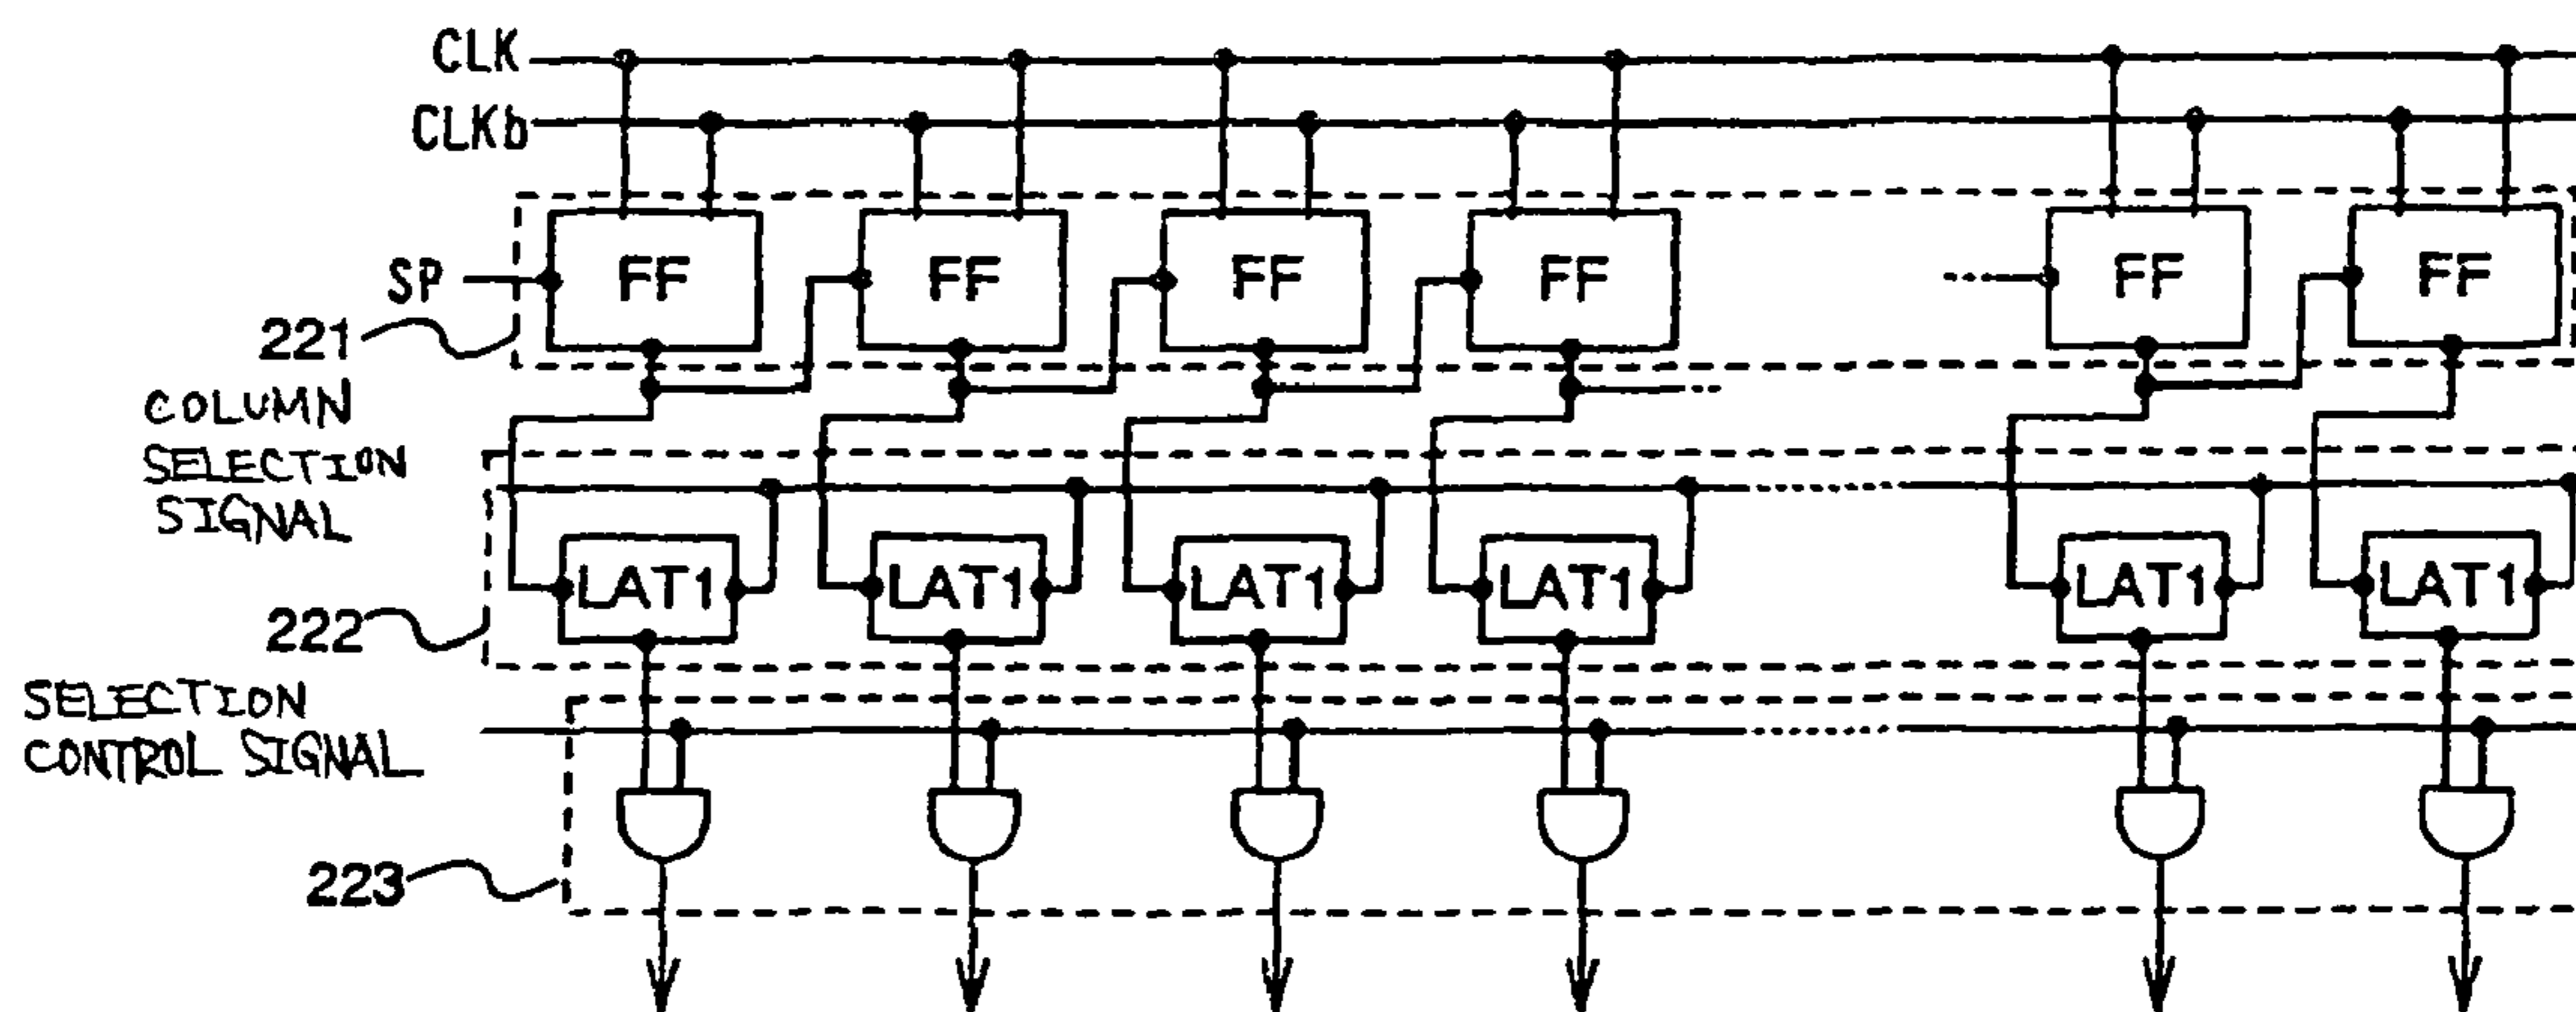 CLK
CLKb
SP
FF FF FF FF FF FF
221
COLUMN
SELECTION
SIGNAL
LAT1 LAT1 LAT1 LAT1 LAT1 LAT1
222
SELECTION
CONTROL SIGNAL
223